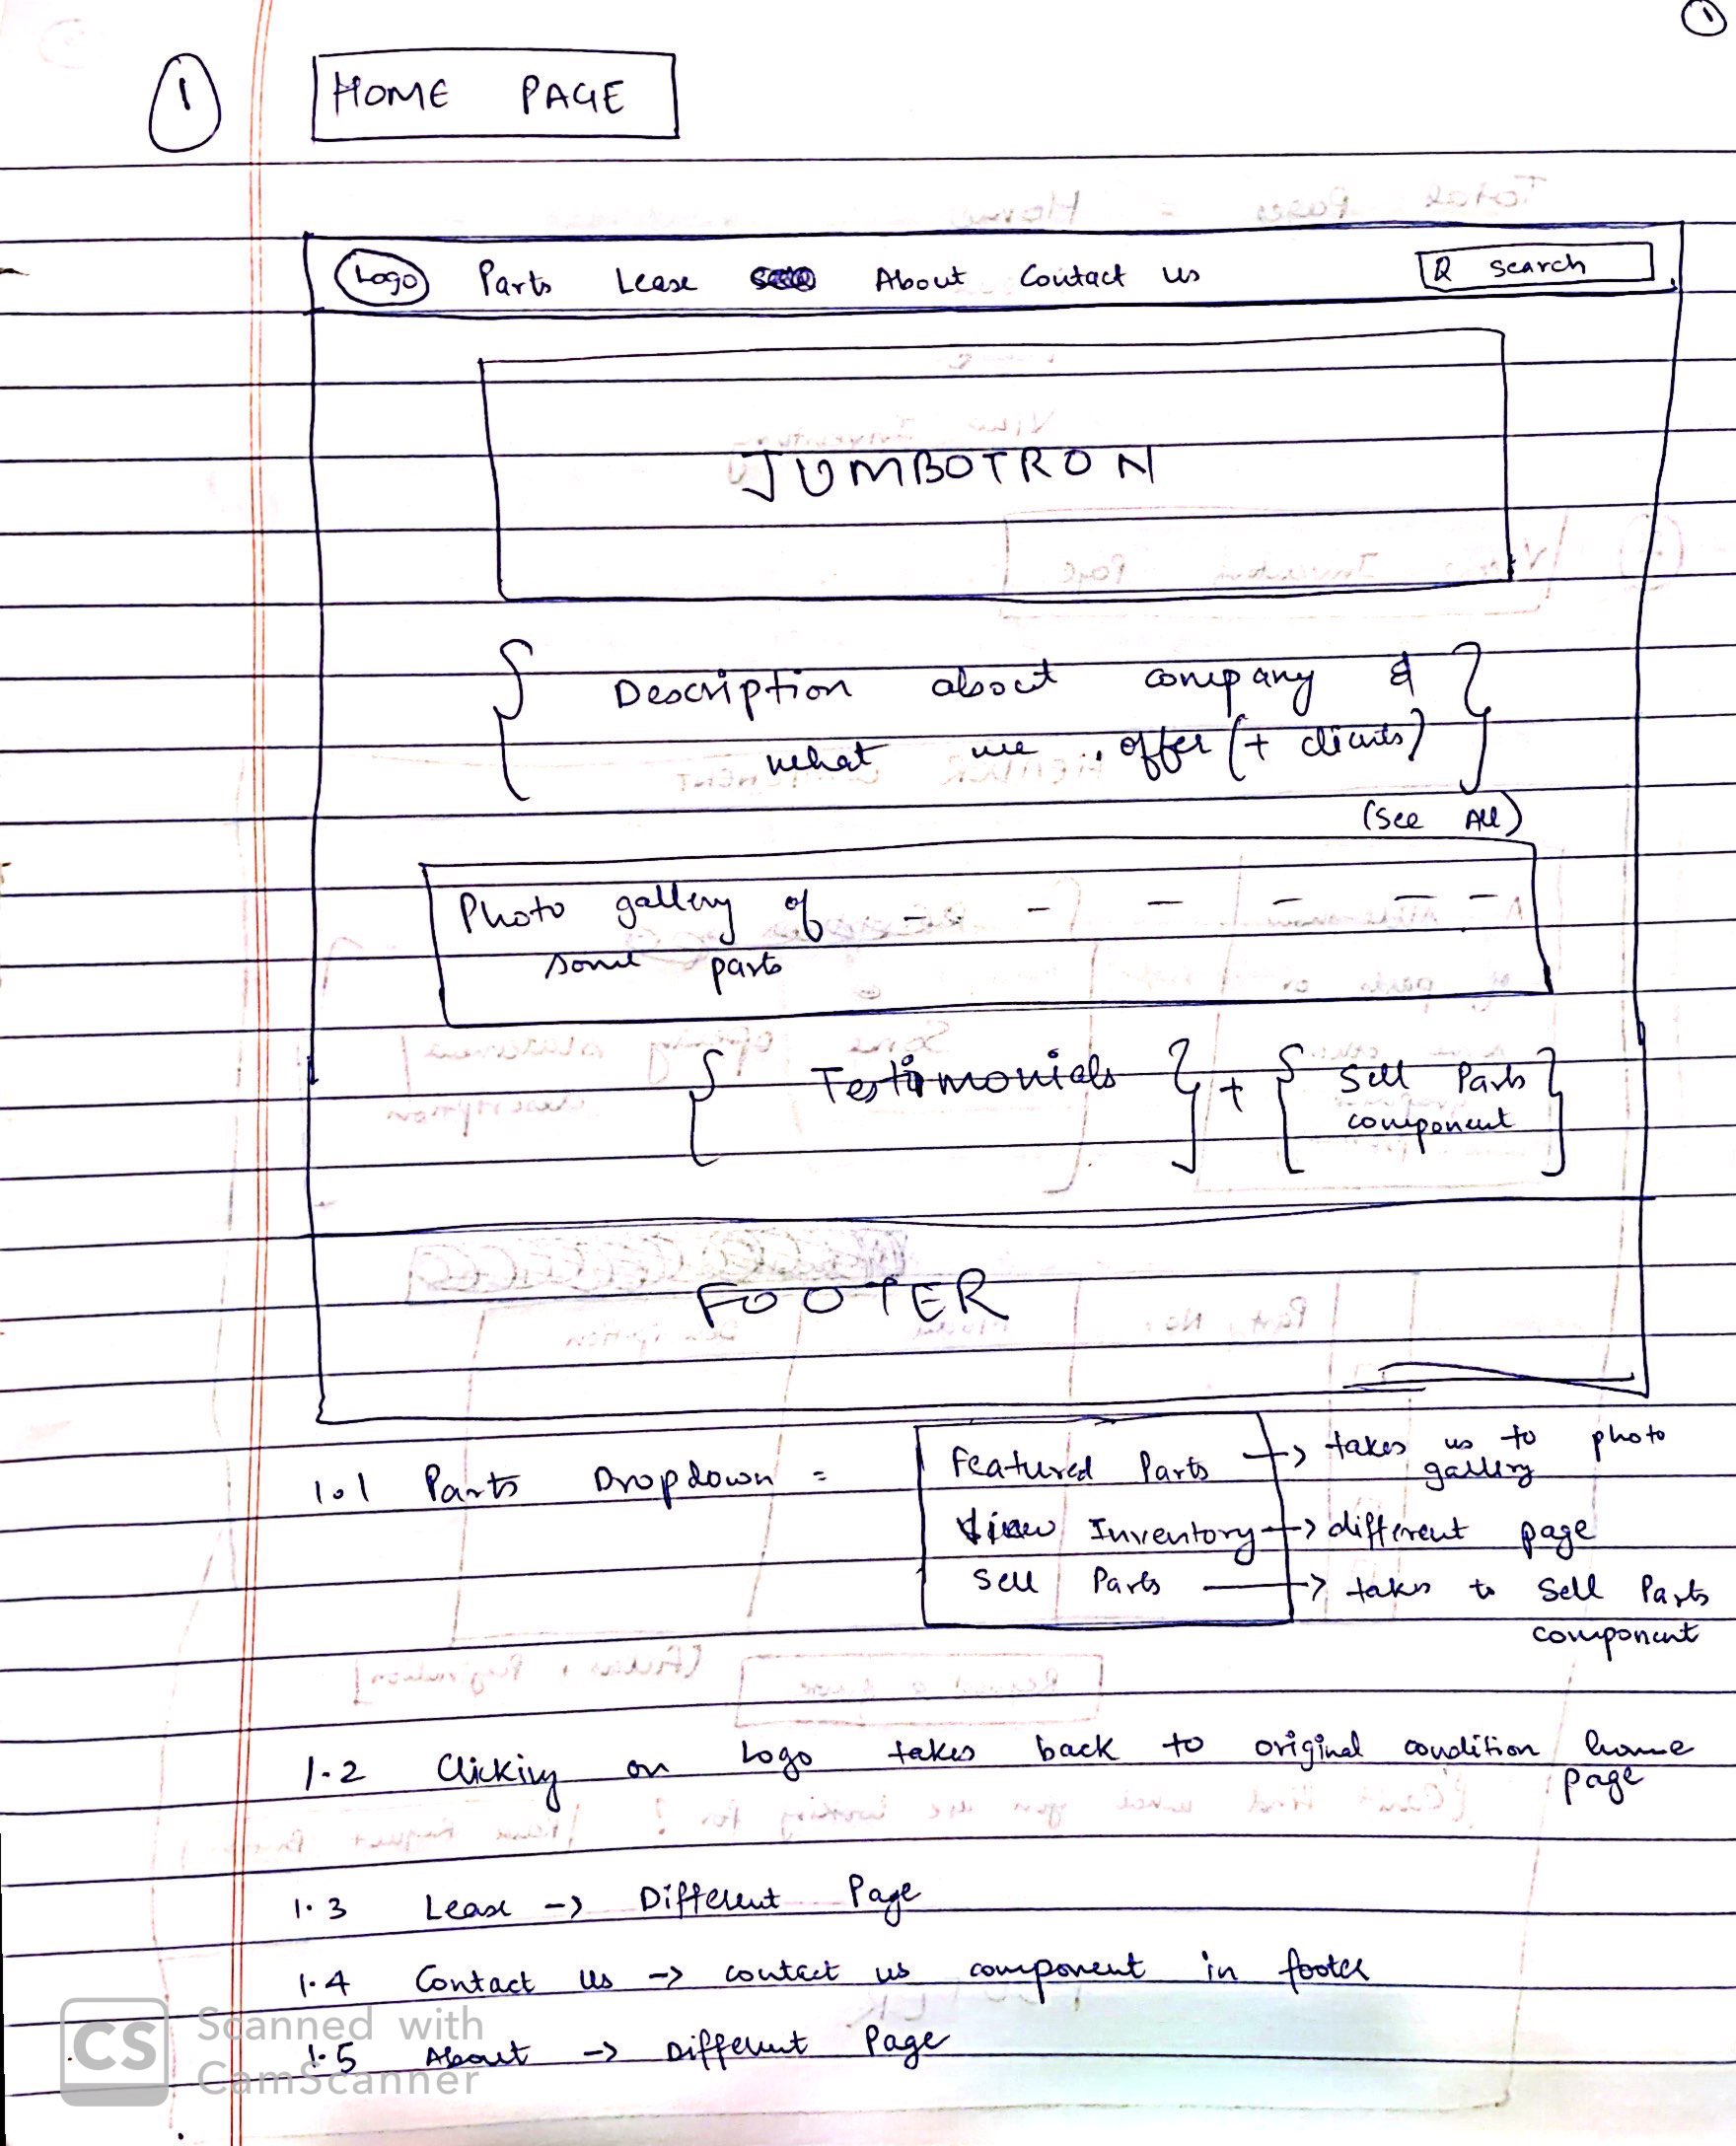 1
1 HOME PAGE
Logo Parts Lease About Contact us Search
JUMBOTRON
Description about company &
what we offer (+ clients)
(See All)
Photo gallery of - - - - - -
some parts
Testimonials + Sell Parts
component
FOOTER
1.1 Parts Dropdown = Featured Parts -> takes us to photo
gallery
View Inventory -> different page
Sell Parts -> takes to Sell Parts
component
1.2 Clicking on Logo takes back to original condition home
page
1.3 Lease -> Different Page
1.4 Contact Us -> contact us component in footer
1.5 About -> Different Page
CS Scanned with
CamScanner